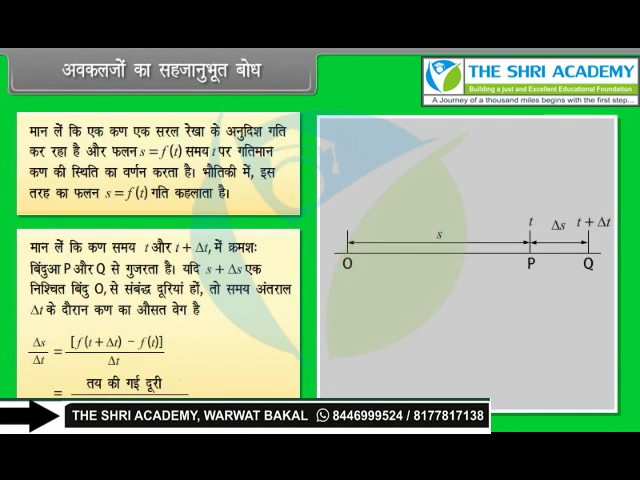 अवकलजों का सहजानुभूत बोध
THE SHRI ACADEMY
Building a just and Excellent Educational Foundation
A Journey of a thousand miles begins with the first step...
मान लें कि एक कण एक सरल रेखा के अनुदिश गति
कर रहा है और फलन s = f (t) समय t पर गतिमान
कण की स्थिति का वर्णन करता है। भौतिकी में, इस
तरह का फलन s = f (t) गति कहलाता है।
मान लें कि कण समय t और t + Δt, में क्रमशः
बिंदुआ P और Q से गुजरता है। यदि s + Δs एक
निश्चित बिंदु O, से संबंद्ध दूरियां हों, तो समय अंतराल
Δt के दौरान कण का औसत वेग है
Δs/Δt = [f (t + Δt) − f (t)]/Δt
= तय की गई दूरी
t Δs t + Δt
s
O P Q
THE SHRI ACADEMY, WARWAT BAKAL 8446999524 / 8177817138